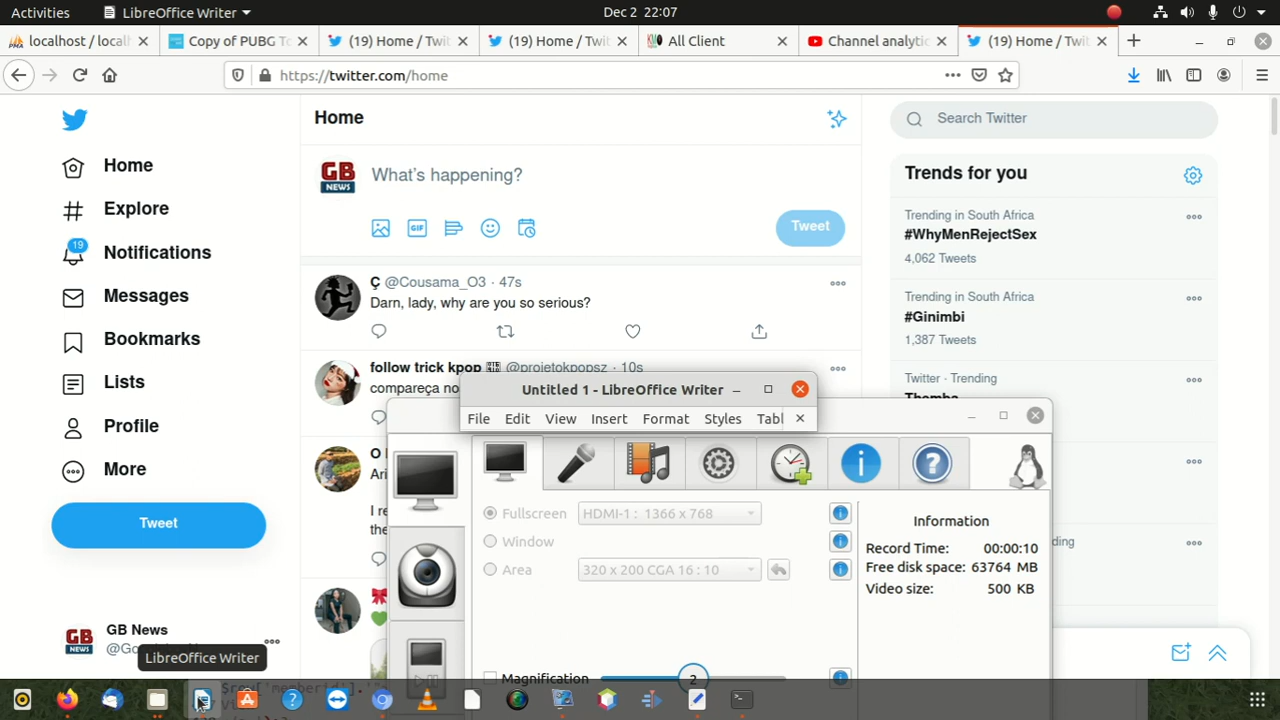 Activities LibreOffice Writer Dec 2 22:07
localhost / local Copy of PUBG To (19) Home / Twit (19) Home / Twit All Client Channel analytic (19) Home / Twit
https://twitter.com/home
Home
Search Twitter
GB NEWS What's happening?
Tweet
Home
Explore
19
Notifications
Messages
Bookmarks
Lists
Profile
More
Tweet
GB News
LibreOffice Writer
Trends for you
Trending in South Africa
#WhyMenRejectSex
4,062 Tweets
Trending in South Africa
#Ginimbi
1,387 Tweets
Twitter · Trending
Ç @Cousama_O3 · 47s
Darn, lady, why are you so serious?
follow trick kpop @projetokpopsz · 10s
compareça no
Untitled 1 - LibreOffice Writer
File Edit View Insert Format Styles Tabl
Fullscreen HDMI-1 : 1366 x 768
Window
Area 320 x 200 CGA 16 : 10
Magnification 2
Information
Record Time: 00:00:10
Free disk space: 63764 MB
Video size: 500 KB